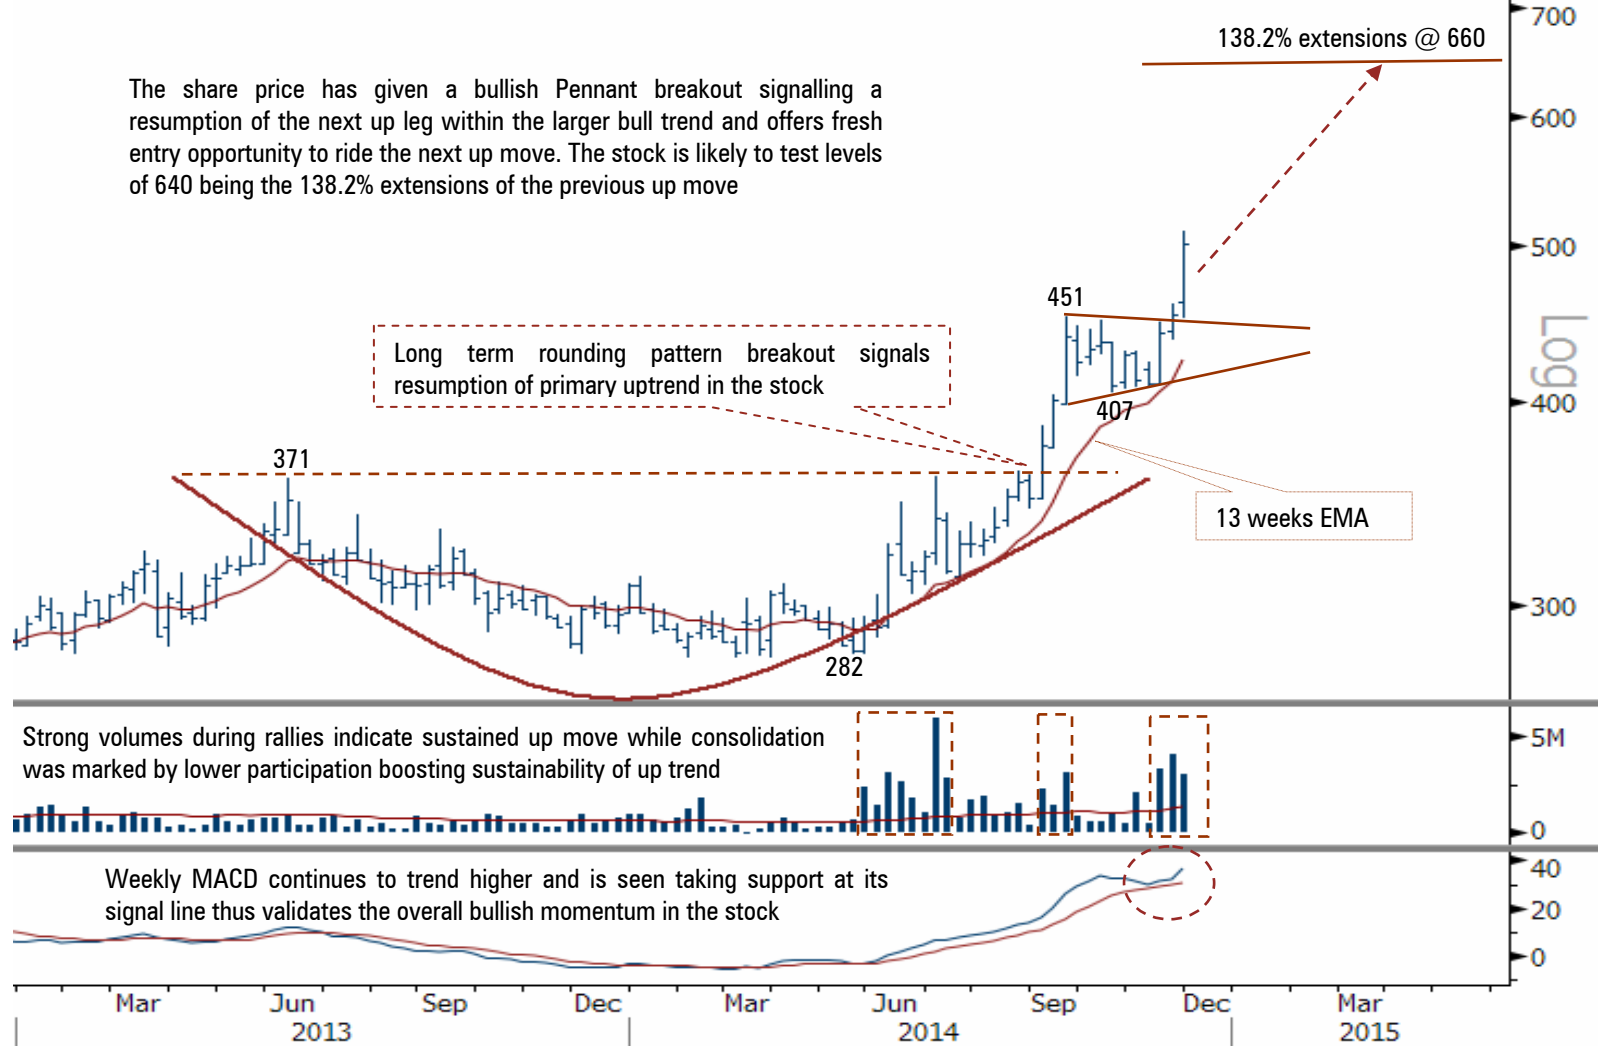 700
138.2% extensions @ 660
The share price has given a bullish Pennant breakout signalling a
resumption of the next up leg within the larger bull trend and offers fresh
entry opportunity to ride the next up move. The stock is likely to test levels
of 640 being the 138.2% extensions of the previous up move
600
500
451
Log
Long term rounding pattern breakout signals
resumption of primary uptrend in the stock
400
407
371
13 weeks EMA
300
282
Strong volumes during rallies indicate sustained up move while consolidation
was marked by lower participation boosting sustainability of up trend
5M
0
Weekly MACD continues to trend higher and is seen taking support at its
signal line thus validates the overall bullish momentum in the stock
40
20
0
Mar Jun Sep Dec Mar Jun Sep Dec Mar
2013 2014 2015